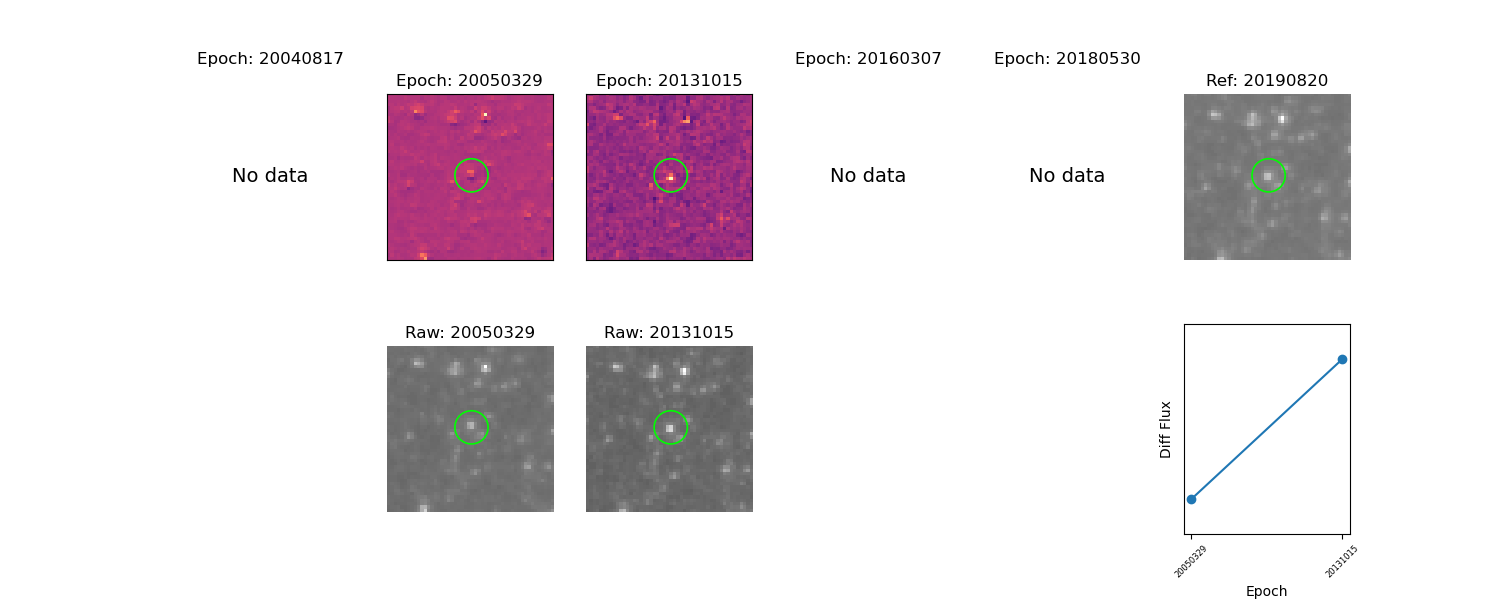 Epoch: 20040817
Epoch: 20050329
Epoch: 20131015
Epoch: 20160307
Epoch: 20180530
Ref: 20190820
No data
No data
No data
Raw: 20050329
Raw: 20131015
Diff Flux
20050329
20131015
Epoch